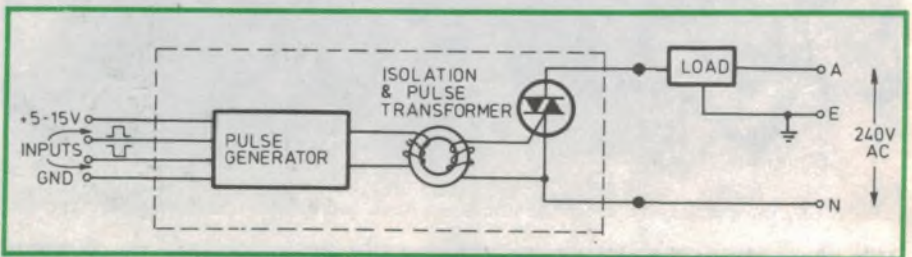 +5-15V
INPUTS
GND
PULSE
GENERATOR
ISOLATION
& PULSE
TRANSFORMER
LOAD
A
E
240V
AC
N